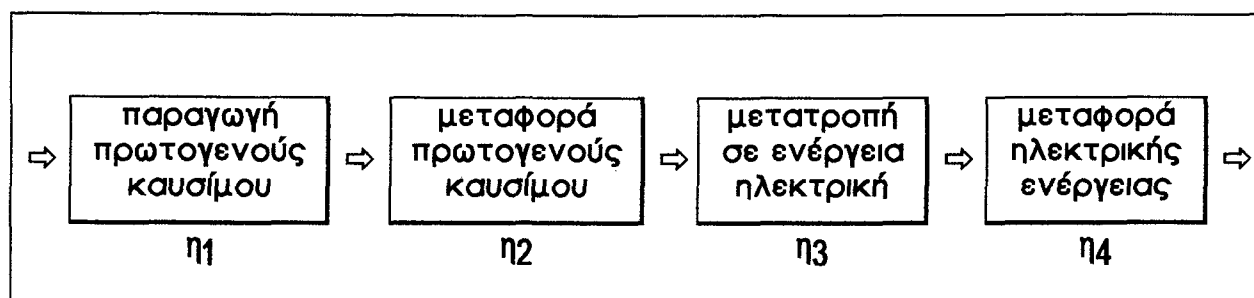 παραγωγή
πρωτογενούς
καυσίμου
η1
μεταφορά
πρωτογενούς
καυσίμου
η2
μετατροπή
σε ενέργεια
ηλεκτρική
η3
μεταφορά
ηλεκτρικής
ενέργειας
η4